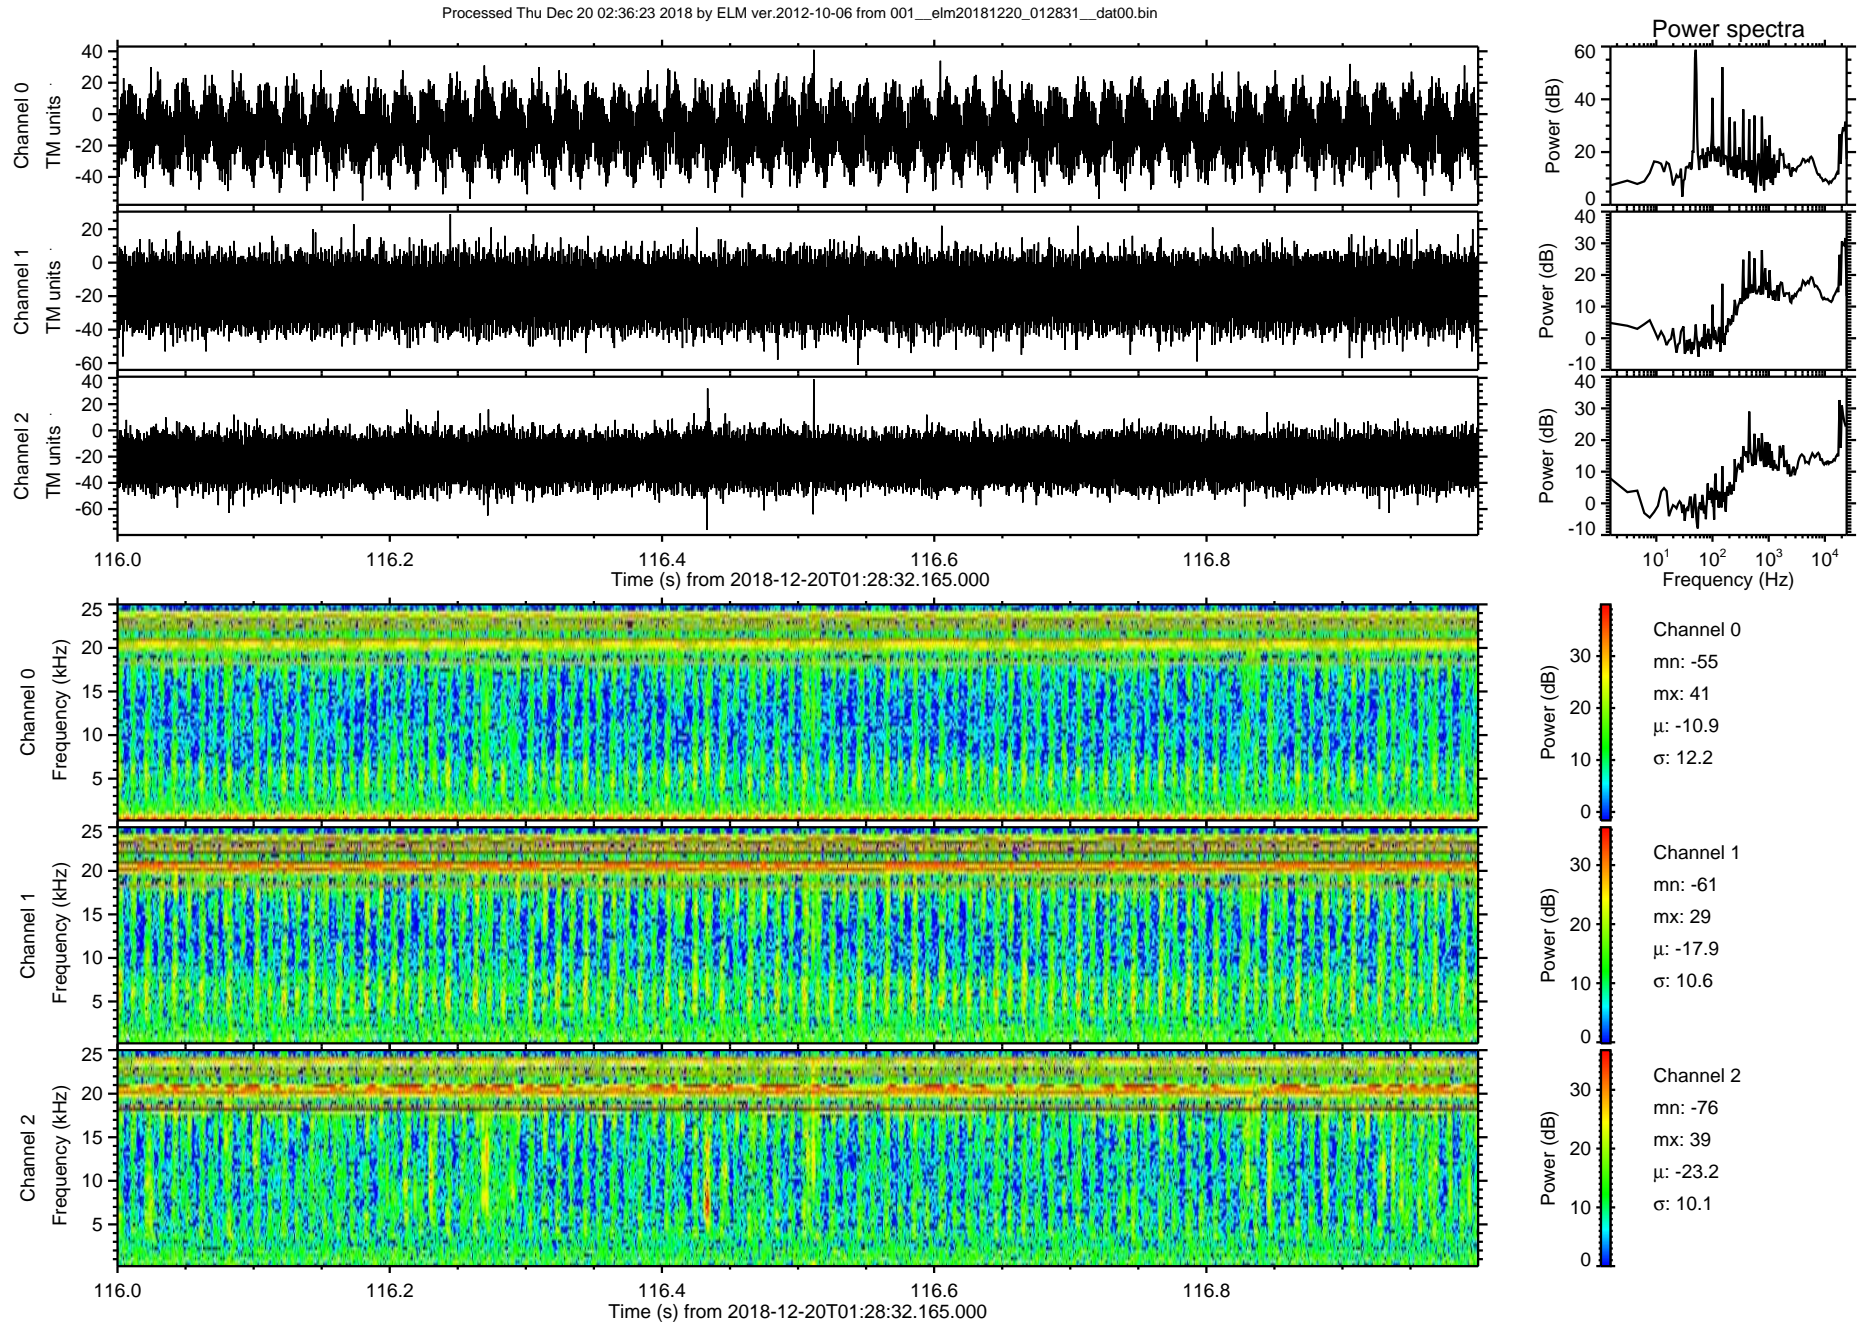 Processed Thu Dec 20 02:36:23 2018 by ELM ver.2012-10-06 from 001__elm20181220_012831__dat00.bin
Power spectra
Channel 0
TM units
40
20
0
-20
-40
Power (dB)
60
40
20
0
Channel 1
TM units
20
0
-20
-40
-60
Power (dB)
40
30
20
10
0
-10
Channel 2
TM units
40
20
0
-20
-40
-60
Power (dB)
40
30
20
10
0
-10
116.0 116.2 116.4 116.6 116.8
Time (s) from 2018-12-20T01:28:32.165.000
10¹ 10² 10³ 10⁴
Frequency (Hz)
Channel 0
Frequency (kHz)
25
20
15
10
5
Power (dB)
30
20
10
0
Channel 0
mn: -55
mx: 41
μ: -10.9
σ: 12.2
Channel 1
Frequency (kHz)
25
20
15
10
5
Power (dB)
30
20
10
0
Channel 1
mn: -61
mx: 29
μ: -17.9
σ: 10.6
Channel 2
Frequency (kHz)
25
20
15
10
5
Power (dB)
30
20
10
0
Channel 2
mn: -76
mx: 39
μ: -23.2
σ: 10.1
116.0 116.2 116.4 116.6 116.8
Time (s) from 2018-12-20T01:28:32.165.000